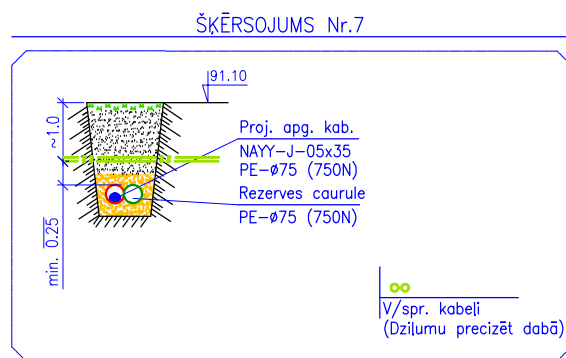 ŠĶĒRSOJUMS Nr.7
91.10
~1.0
Proj. apg. kab.
NAYY-J-05x35
PE-ø75 (750N)
Rezerves caurule
PE-ø75 (750N)
min. 0.25
V/spr. kabeļi
(Dziļumu precizēt dabā)